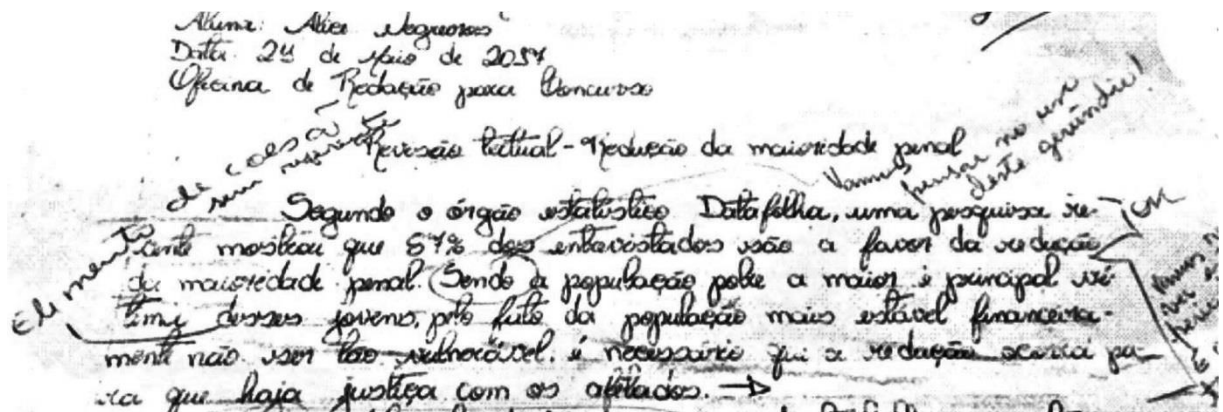 Aluna: Alice Nogueira
Data: 24 de Maio de 2017
Oficina de Redação para Concurso
Revisão textual - Redução da maioridade penal
Vamos pensar no uso deste gerúndio!
Elemento de coesão sem
Segundo o órgão estatístico Datafolha, uma pesquisa re-
cente mostrou que 87% dos entrevistados são a favor da redução
da maioridade penal. Sendo a população pobre a maior e principal ví
tima desses jovens, pelo fato da população mais estável financeira-
mente não ser tão vulnerável. é necessário que a redução ocorra pa-
ra que haja justiça com os afetados.
Vamos